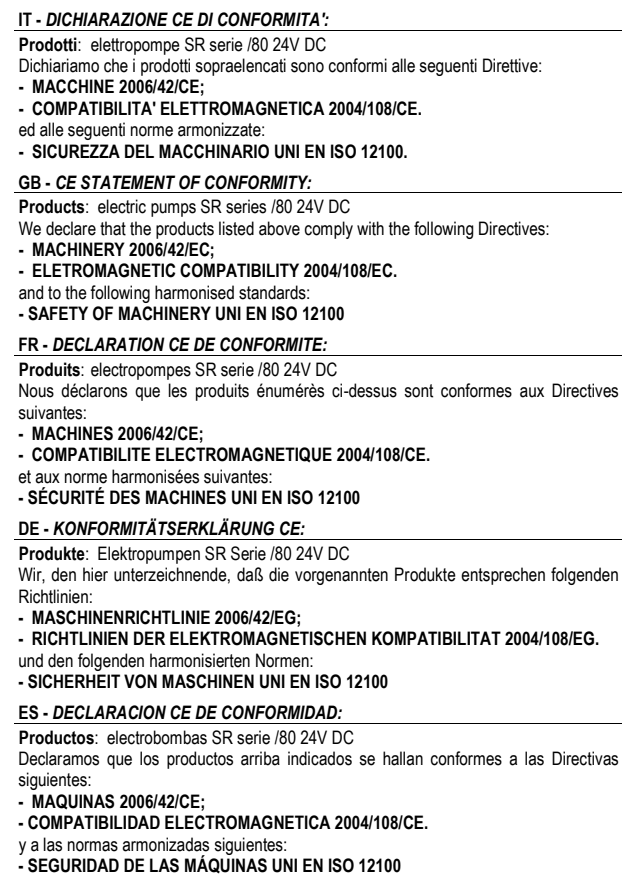 IT - DICHIARAZIONE CE DI CONFORMITA':
Prodotti: elettropompe SR serie /80 24V DC
Dichiariamo che i prodotti sopraelencati sono conformi alle seguenti Direttive:
- MACCHINE 2006/42/CE;
- COMPATIBILITA' ELETTROMAGNETICA 2004/108/CE.
ed alle seguenti norme armonizzate:
- SICUREZZA DEL MACCHINARIO UNI EN ISO 12100.
GB - CE STATEMENT OF CONFORMITY:
Products: electric pumps SR series /80 24V DC
We declare that the products listed above comply with the following Directives:
- MACHINERY 2006/42/EC;
- ELETROMAGNETIC COMPATIBILITY 2004/108/EC.
and to the following harmonised standards:
- SAFETY OF MACHINERY UNI EN ISO 12100
FR - DECLARATION CE DE CONFORMITE:
Produits: electropompes SR serie /80 24V DC
Nous déclarons que les produits énumérès ci-dessus sont conformes aux Directives
suivantes:
- MACHINES 2006/42/CE;
- COMPATIBILITE ELECTROMAGNETIQUE 2004/108/CE.
et aux norme harmonisées suivantes:
- SÉCURITÉ DES MACHINES UNI EN ISO 12100
DE - KONFORMITÄTSERKLÄRUNG CE:
Produkte: Elektropumpen SR Serie /80 24V DC
Wir, den hier unterzeichnende, daß die vorgenannten Produkte entsprechen folgenden
Richtlinien:
- MASCHINENRICHTLINIE 2006/42/EG;
- RICHTLINIEN DER ELEKTROMAGNETISCHEN KOMPATIBILITAT 2004/108/EG.
und den folgenden harmonisierten Normen:
- SICHERHEIT VON MASCHINEN UNI EN ISO 12100
ES - DECLARACION CE DE CONFORMIDAD:
Productos: electrobombas SR serie /80 24V DC
Declaramos que los productos arriba indicados se hallan conformes a las Directivas
siguientes:
- MAQUINAS 2006/42/CE;
- COMPATIBILIDAD ELECTROMAGNETICA 2004/108/CE.
y a las normas armonizadas siguientes:
- SEGURIDAD DE LAS MÁQUINAS UNI EN ISO 12100